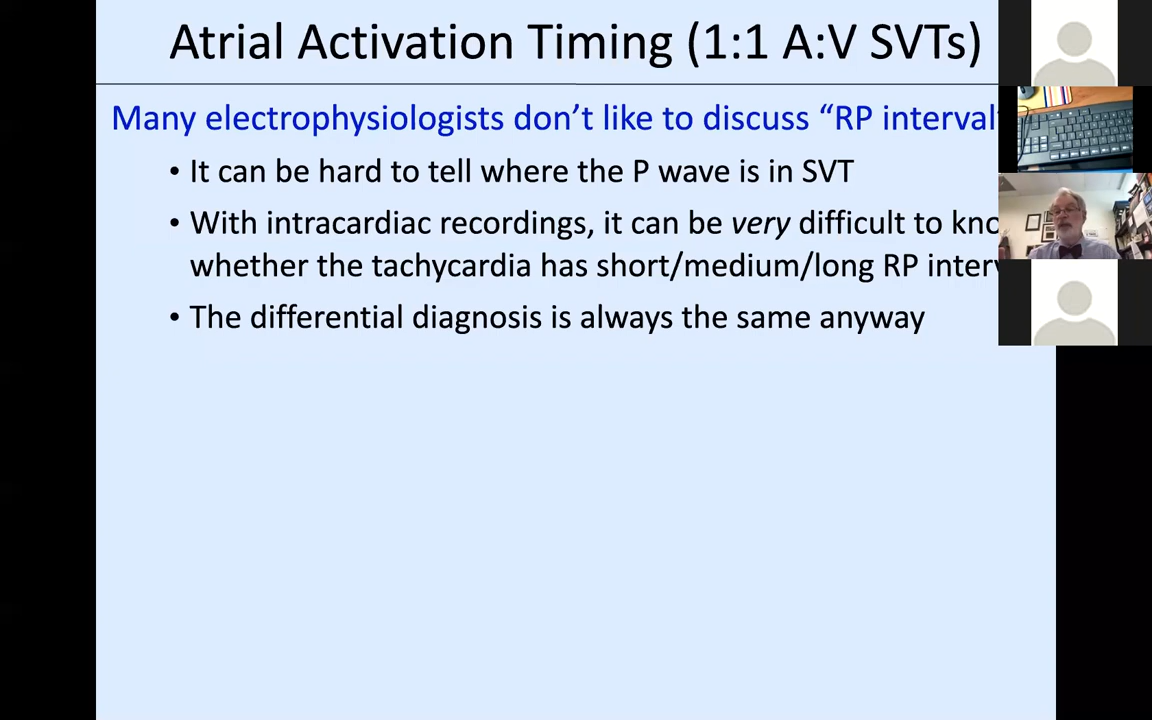 Atrial Activation Timing (1:1 A:V SVTs)
Many electrophysiologists don’t like to discuss “RP interval
• It can be hard to tell where the P wave is in SVT
• With intracardiac recordings, it can be very difficult to kno
whether the tachycardia has short/medium/long RP inter
• The differential diagnosis is always the same anyway